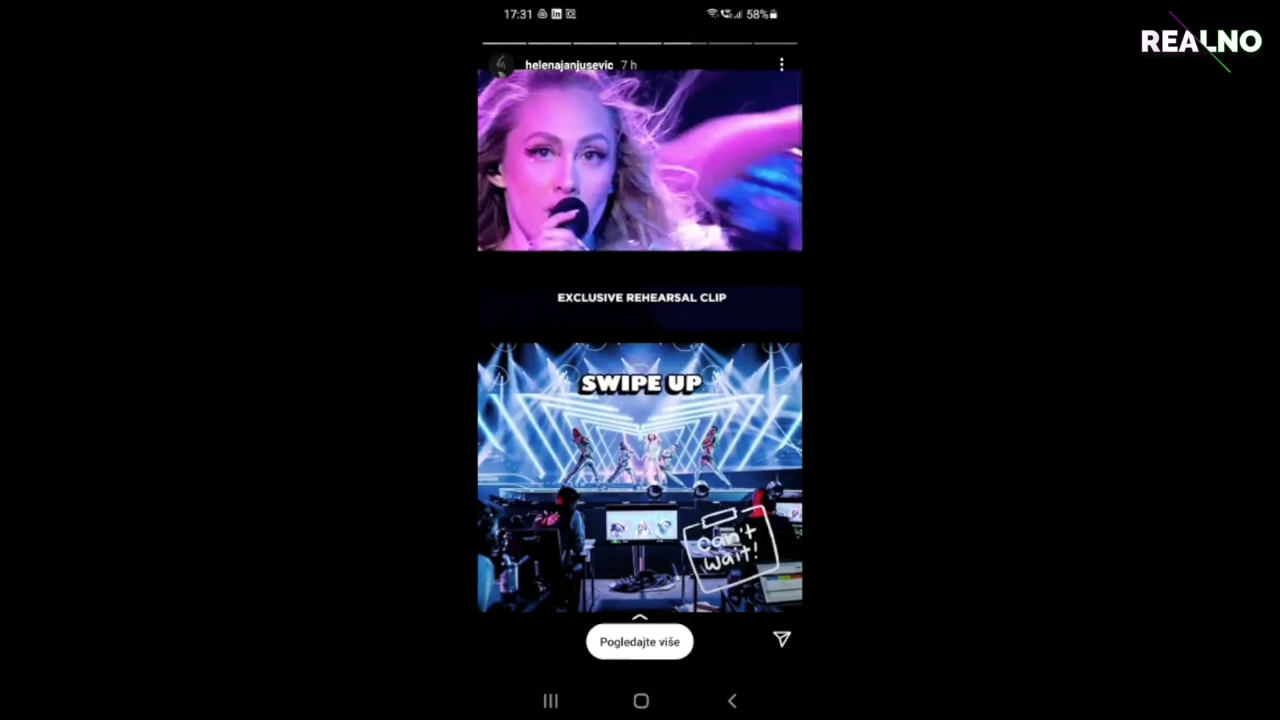 17:31
58%
REALNO
helenajanjusevic 7 h
EXCLUSIVE REHEARSAL CLIP
SWIPE UP
can't
wait!
Pogledajte više